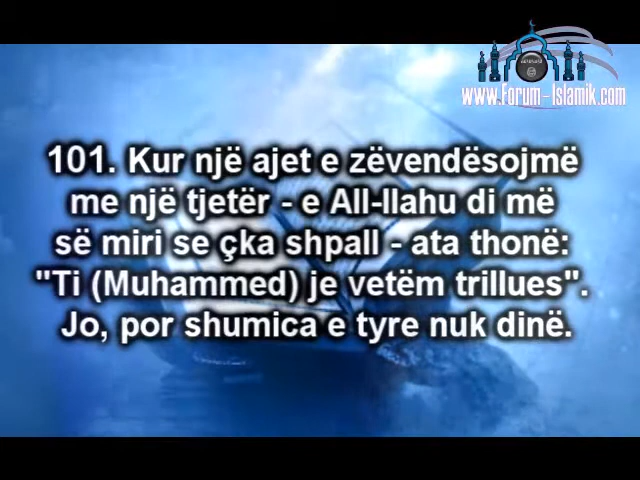 www.Forum-Islamik.com
101. Kur një ajet e zëvendësojmë
me një tjetër - e All-llahu di më
së miri se çka shpall - ata thonë:
"Ti (Muhammed) je vetëm trillues".
Jo, por shumica e tyre nuk dinë.